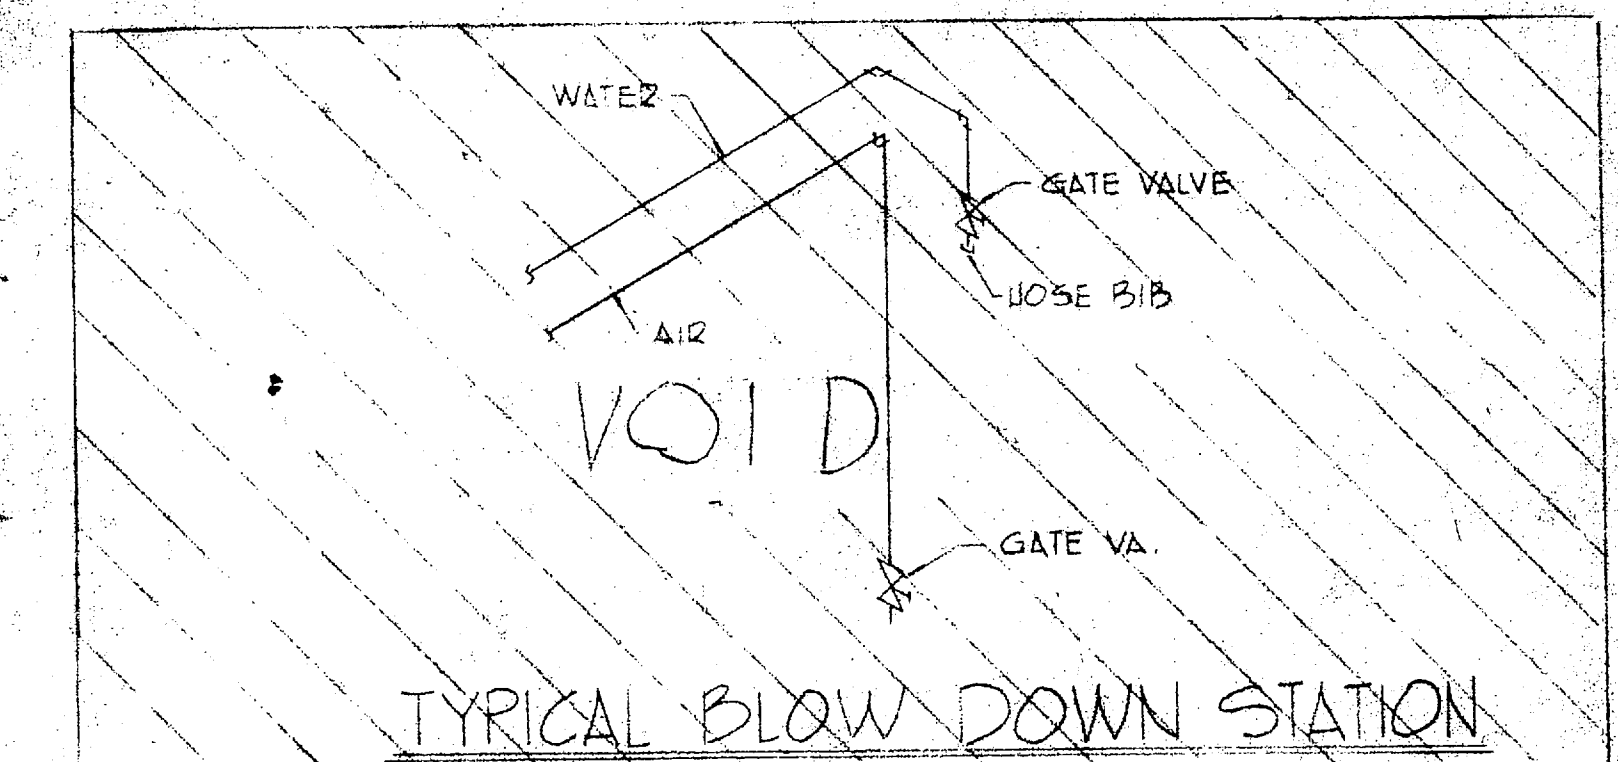 WATER
GATE VALVE
HOSE BIB
AIR
VOID
GATE VA.
TYPICAL BLOW DOWN STATION